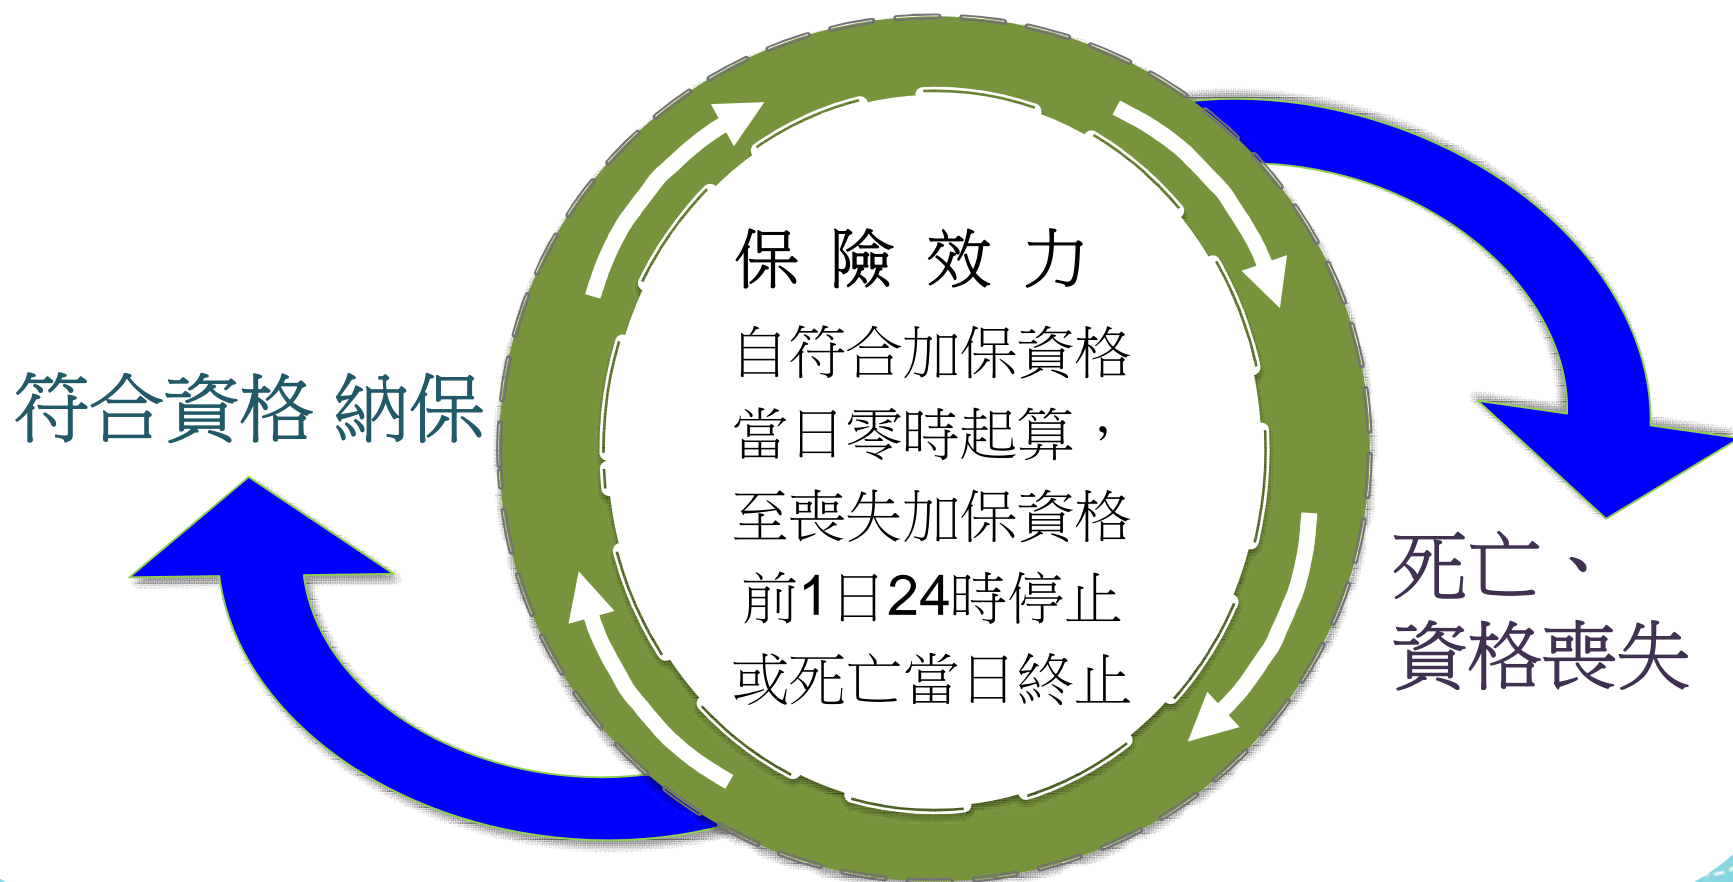 保險效力
自符合加保資格
當日零時起算，
至喪失加保資格
前1日24時停止
或死亡當日終止
符合資格 納保
死亡、
資格喪失